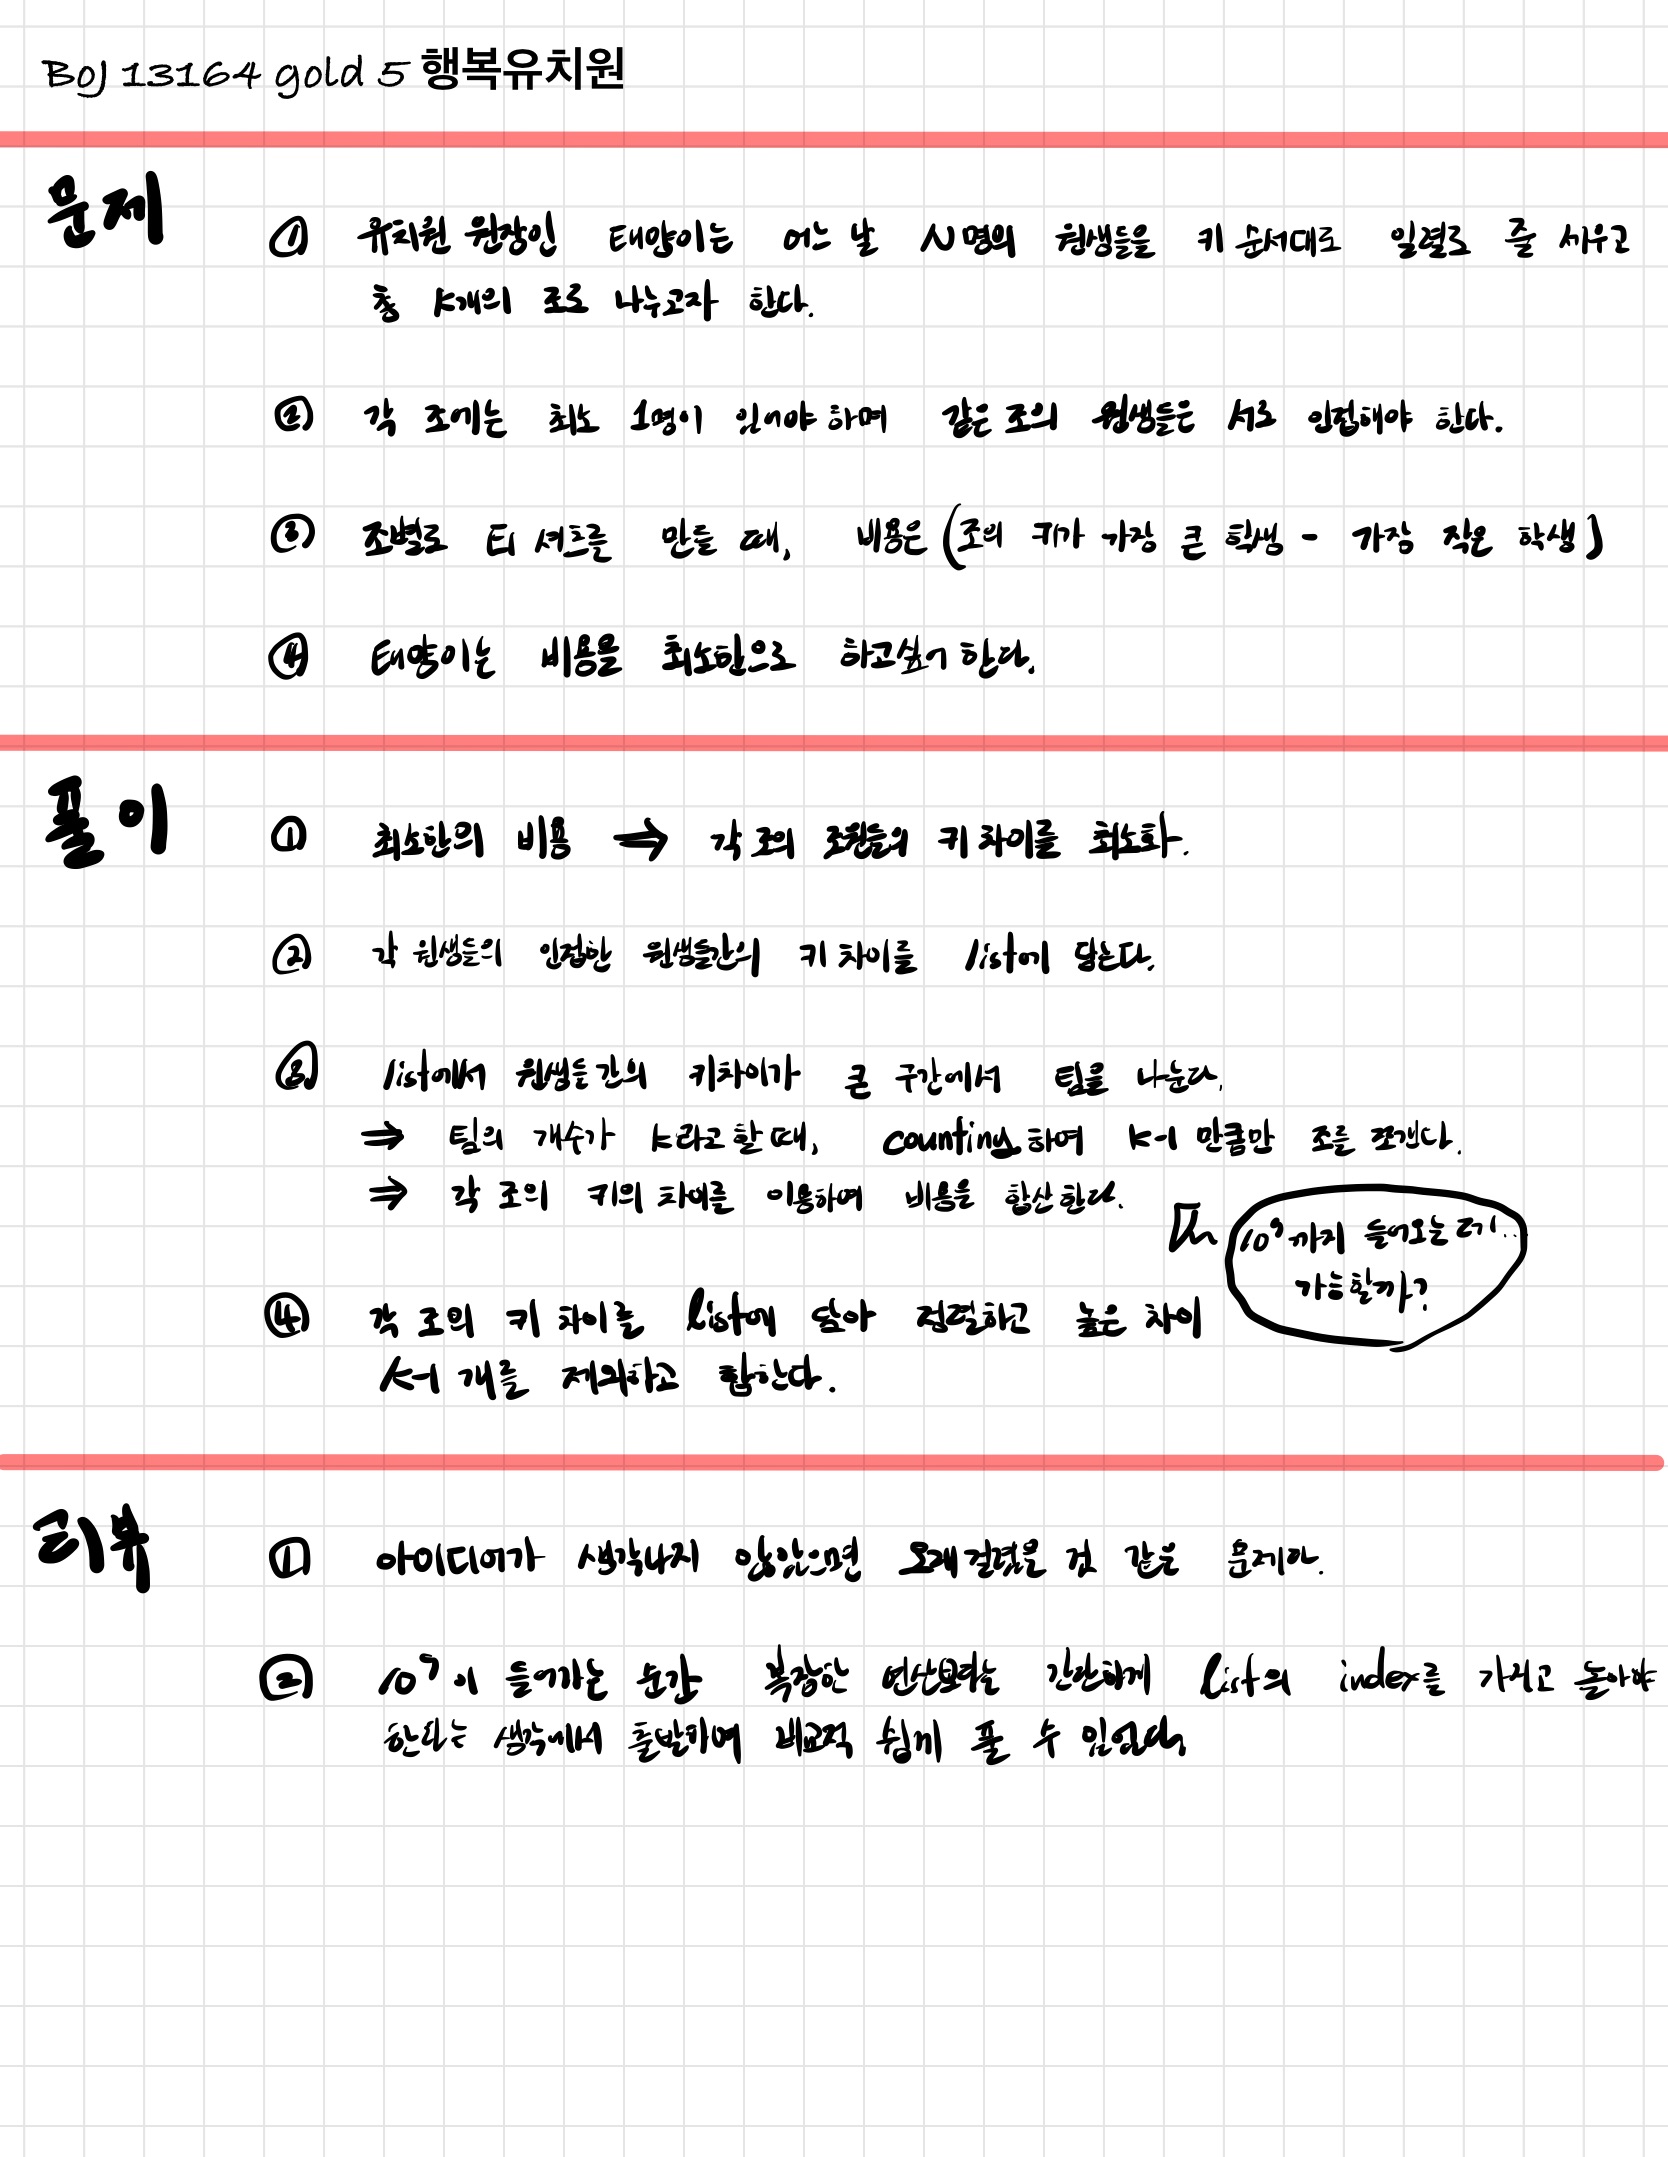 BOJ 13164 gold 5 행복유치원
문제
① 유치원 원장인 태양이는 어느 날 N명의 원생들을 키 순서대로 일렬로 줄 세우고
총 K개의 조로 나누고자 한다.
② 각 조에는 최소 1명이 있어야 하며 같은 조의 원생들은 서로 인접해야 한다.
③ 조별로 티셔츠를 만들 때, 비용은 (조의 키가 가장 큰 학생 - 가장 작은 학생)
④ 태양이는 비용을 최소한으로 하고싶어 한다.
풀이
① 최소한의 비용 ⇒ 각 조의 조원들의 키 차이를 최소화.
② 각 원생들의 인접한 원생들간의 키 차이를 list에 담는다.
③ list에서 원생들간의 키차이가 큰 구간에서 팀을 나눈다.
⇒ 팀의 개수가 K라고 할 때, counting하여 K-1 만큼만 조를 쪼갠다.
⇒ 각 조의 키의 차이를 이용하여 비용을 합산한다.
10⁹까지 들어오는데...
가능할까?
④ 각 조의 키 차이를 list에 담아 정렬하고 높은 차이
K-1 개를 제외하고 합한다.
리뷰
① 아이디어가 생각나지 않았으면 오래걸렸을 것 같은 문제다.
② 10⁹이 들어가는 순간 복잡한 연산보다는 간단하게 list의 index를 가지고 놀아야
한다는 생각에서 출발하여 비교적 쉽게 풀 수 있었다.